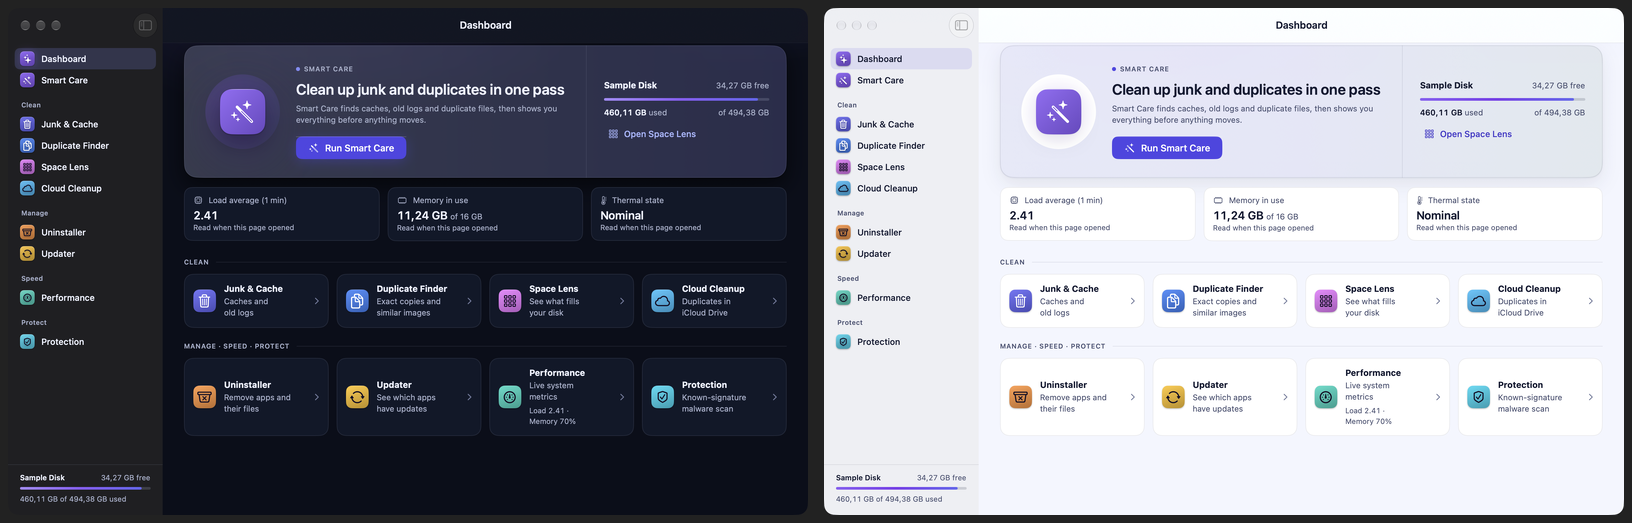 Dashboard
Dashboard
Smart Care
Clean
Junk & Cache
Duplicate Finder
Space Lens
Cloud Cleanup
Manage
Uninstaller
Updater
Speed
Performance
Protect
Protection
Sample Disk 34,27 GB free
460,11 GB of 494,38 GB used
SMART CARE
Clean up junk and duplicates in one pass
Smart Care finds caches, old logs and duplicate files, then shows you
everything before anything moves.
Run Smart Care
Sample Disk 34,27 GB free
460,11 GB used of 494,38 GB
Open Space Lens
Load average (1 min)
2.41
Read when this page opened
Memory in use
11,24 GB of 16 GB
Read when this page opened
Thermal state
Nominal
Read when this page opened
CLEAN
Junk & Cache
Caches and
old logs
Duplicate Finder
Exact copies and
similar images
Space Lens
See what fills
your disk
Cloud Cleanup
Duplicates in
iCloud Drive
MANAGE · SPEED · PROTECT
Uninstaller
Remove apps and
their files
Updater
See which apps
have updates
Performance
Live system
metrics
Load 2.41 ·
Memory 70%
Protection
Known-signature
malware scan
Dashboard
Dashboard
Smart Care
Clean
Junk & Cache
Duplicate Finder
Space Lens
Cloud Cleanup
Manage
Uninstaller
Updater
Speed
Performance
Protect
Protection
Sample Disk 34,27 GB free
460,11 GB of 494,38 GB used
SMART CARE
Clean up junk and duplicates in one pass
Smart Care finds caches, old logs and duplicate files, then shows you
everything before anything moves.
Run Smart Care
Sample Disk 34,27 GB free
460,11 GB used of 494,38 GB
Open Space Lens
Load average (1 min)
2.41
Read when this page opened
Memory in use
11,24 GB of 16 GB
Read when this page opened
Thermal state
Nominal
Read when this page opened
CLEAN
Junk & Cache
Caches and
old logs
Duplicate Finder
Exact copies and
similar images
Space Lens
See what fills
your disk
Cloud Cleanup
Duplicates in
iCloud Drive
MANAGE · SPEED · PROTECT
Uninstaller
Remove apps and
their files
Updater
See which apps
have updates
Performance
Live system
metrics
Load 2.41 ·
Memory 70%
Protection
Known-signature
malware scan